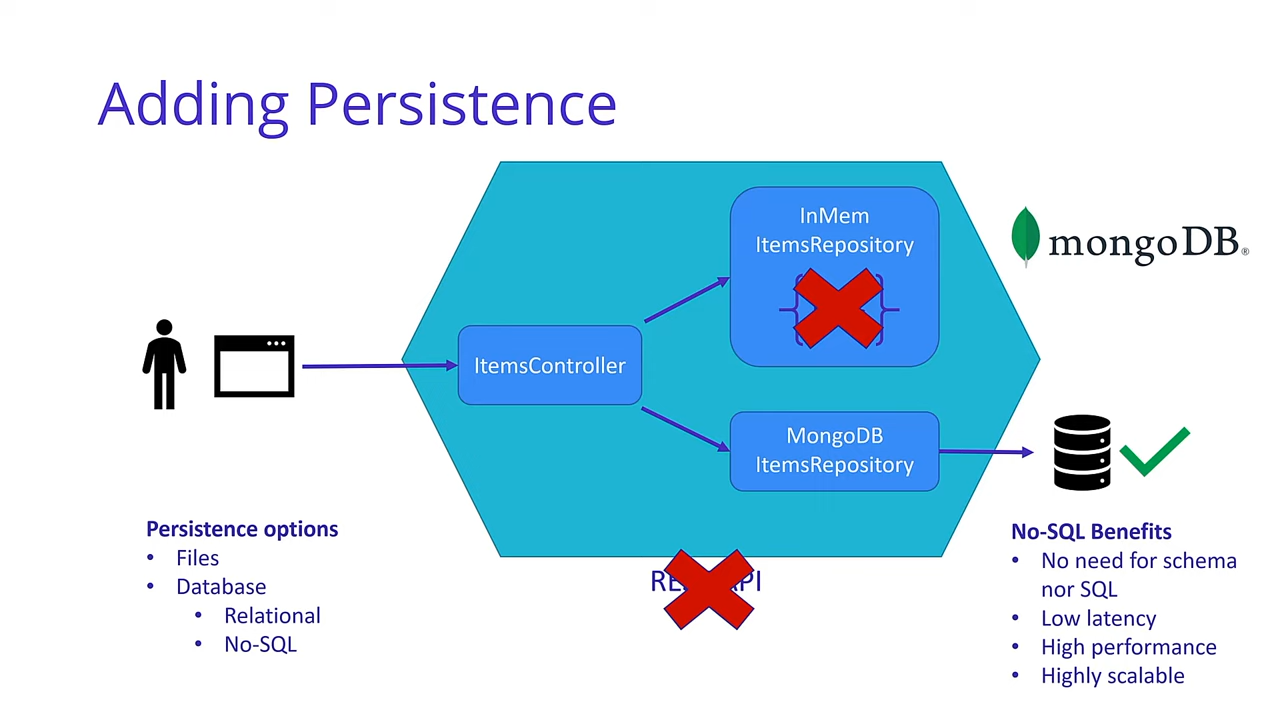 Adding Persistence
InMem
ItemsRepository
mongoDB®
ItemsController
MongoDB
ItemsRepository
Persistence options
• Files
• Database
• Relational
• No-SQL
No-SQL Benefits
• No need for schema
nor SQL
• Low latency
• High performance
• Highly scalable